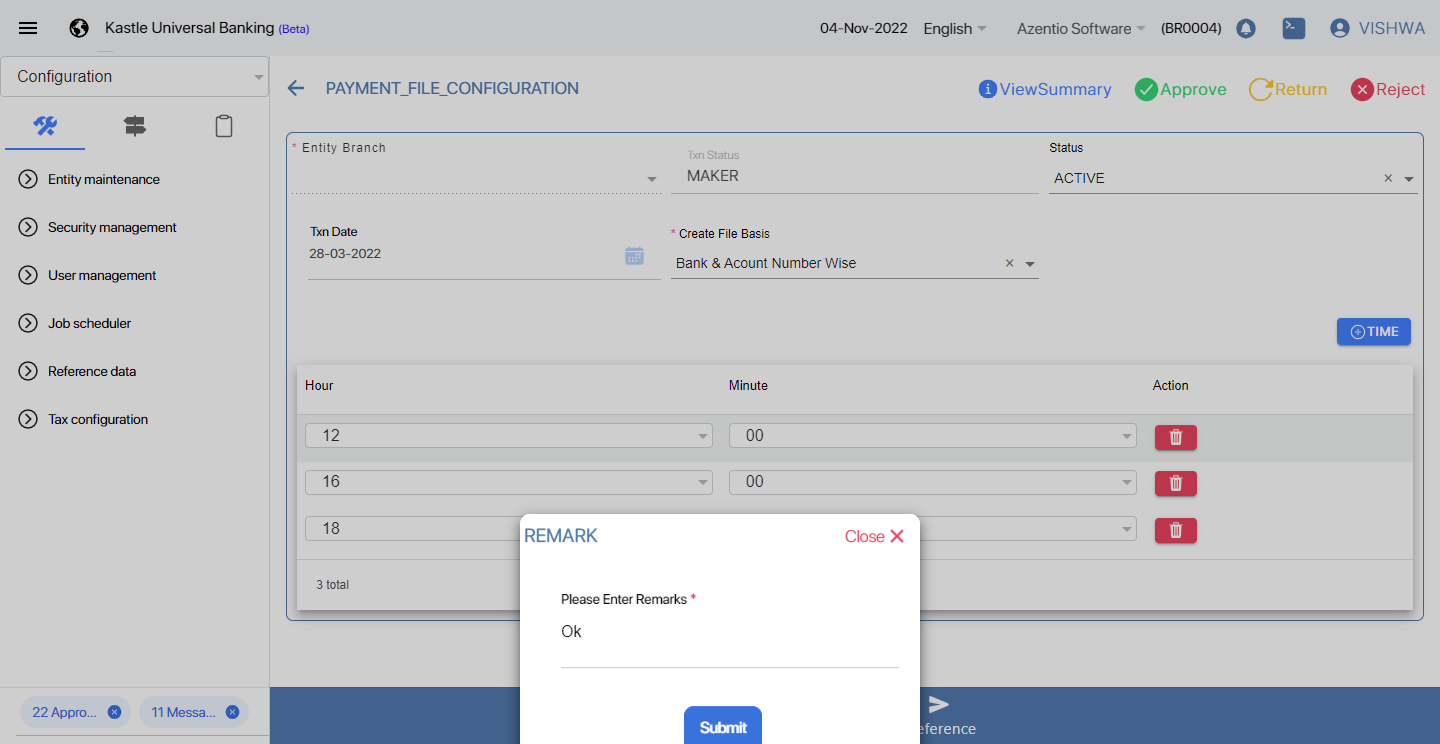 Kastle Universal Banking (Beta)
04-Nov-2022 English Azentio Software (BR0004) VISHWA
Configuration
PAYMENT_FILE_CONFIGURATION
ViewSummary Approve Return Reject
Entity maintenance
Security management
User management
Job scheduler
Reference data
Tax configuration
* Entity Branch
Txn Status
MAKER
Status
ACTIVE × 
Txn Date
28-03-2022
* Create File Basis
Bank & Acount Number Wise ×
TIME
Hour Minute Action
12 00
16 00
18
3 total
REMARK Close ✕
Please Enter Remarks *
Ok
Submit
22 Appro... 11 Messa...
eference